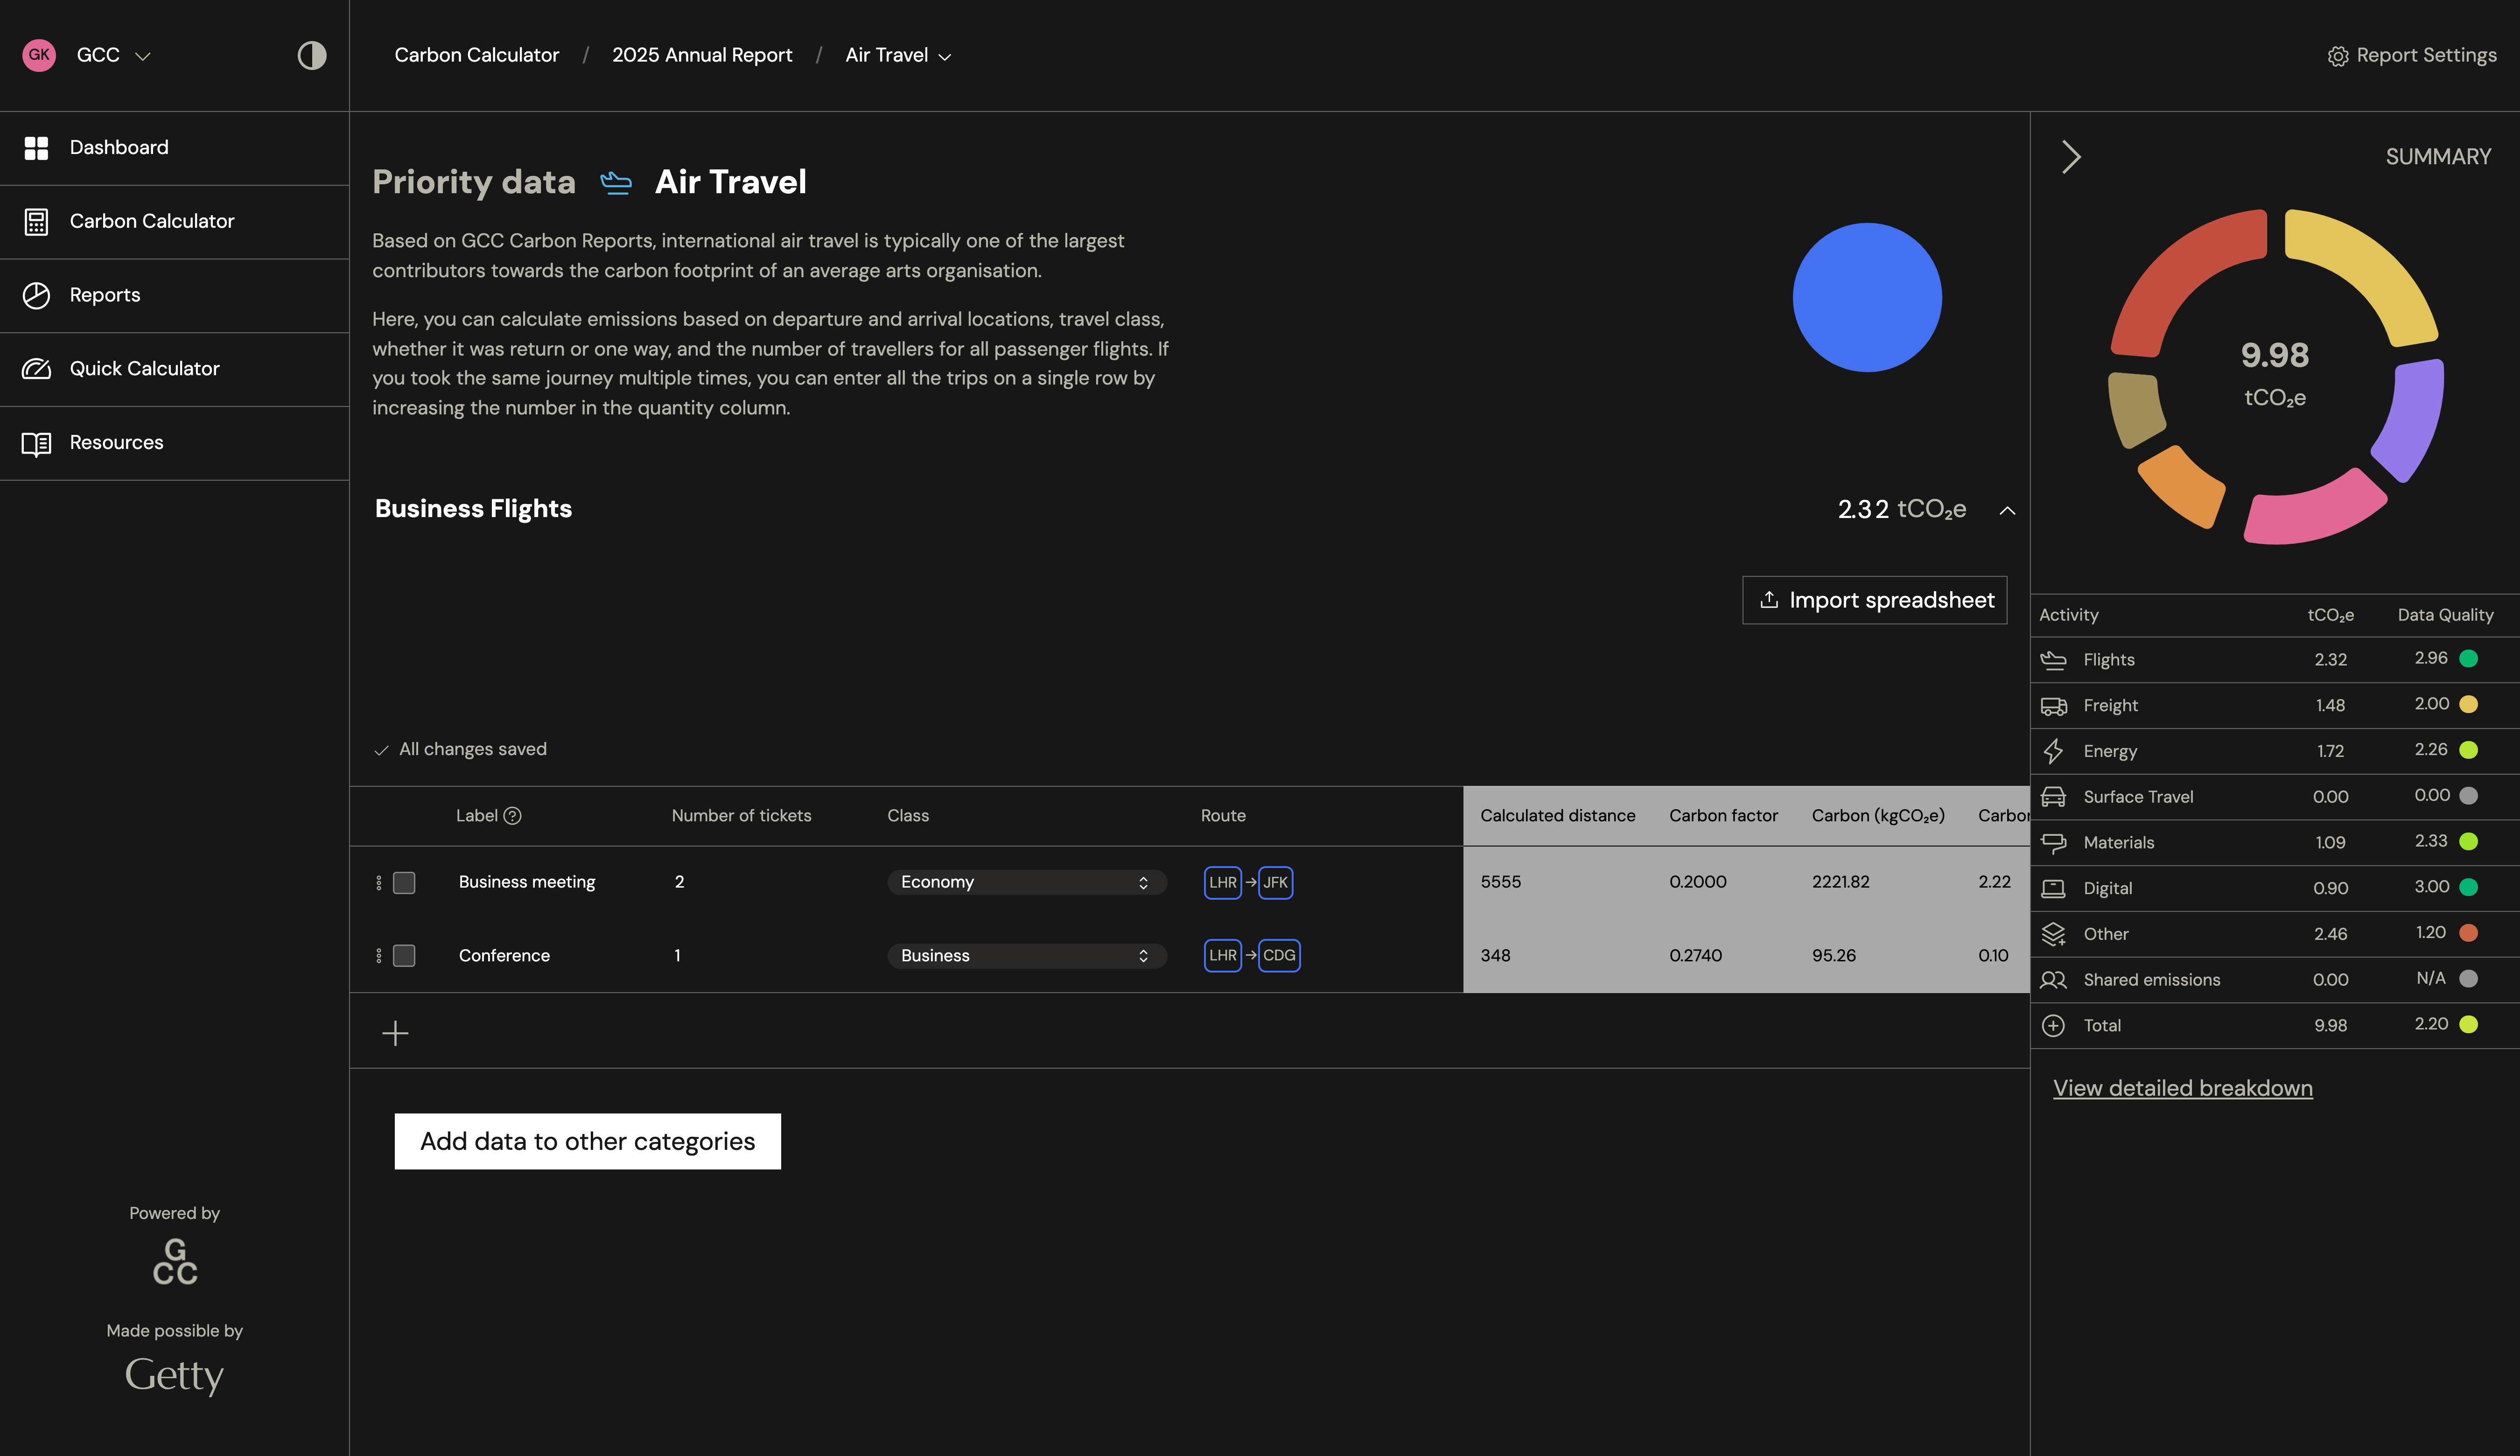 GK GCC
Carbon Calculator / 2025 Annual Report / Air Travel
Report Settings
Dashboard
Carbon Calculator
Reports
Quick Calculator
Resources
Powered by
G
CC
Made possible by
Getty
Priority data Air Travel
Based on GCC Carbon Reports, international air travel is typically one of the largest
contributors towards the carbon footprint of an average arts organisation.
Here, you can calculate emissions based on departure and arrival locations, travel class,
whether it was return or one way, and the number of travellers for all passenger flights. If
you took the same journey multiple times, you can enter all the trips on a single row by
increasing the number in the quantity column.
Business Flights 2.32 tCO₂e
Import spreadsheet
All changes saved
Label ? Number of tickets Class Route Calculated distance Carbon factor Carbon (kgCO₂e) Carbon
Business meeting 2 Economy LHR → JFK 5555 0.2000 2221.82 2.22
Conference 1 Business LHR → CDG 348 0.2740 95.26 0.10
Add data to other categories
SUMMARY
9.98
tCO₂e
Activity tCO₂e Data Quality
Flights 2.32 2.96
Freight 1.48 2.00
Energy 1.72 2.26
Surface Travel 0.00 0.00
Materials 1.09 2.33
Digital 0.90 3.00
Other 2.46 1.20
Shared emissions 0.00 N/A
Total 9.98 2.20
View detailed breakdown